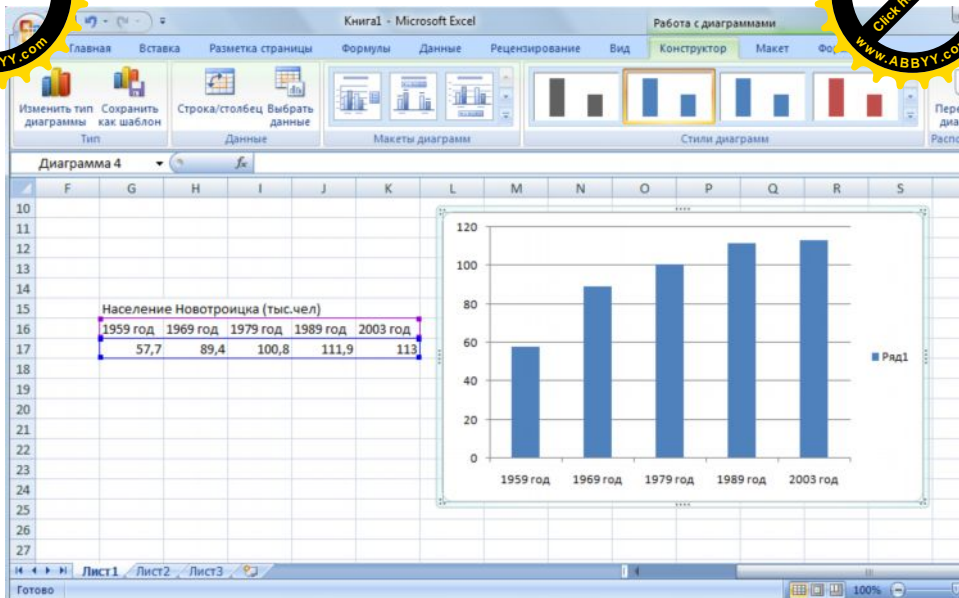 Книга1 - Microsoft Excel
Работа с диаграммами
Главная Вставка Разметка страницы Формулы Данные Рецензирование Вид Конструктор Макет
Click
YY.com
www.ABBYY.co
Изменить тип диаграммы
Сохранить как шаблон
Строка/столбец
Выбрать данные
Тип Данные Макеты диаграмм Стили диаграмм
Диаграмма 4 fx
F G H I J K L M N O P Q R S
10
11
12
13
14
15 Население Новотроицка (тыс.чел)
16 1959 год 1969 год 1979 год 1989 год 2003 год
17 57,7 89,4 100,8 111,9 113
18
19
20
21
22
23
24
25
26
27
120
100
80
60
40
20
0
1959 год 1969 год 1979 год 1989 год 2003 год
Ряд1
Лист1 Лист2 Лист3
Готово 100%